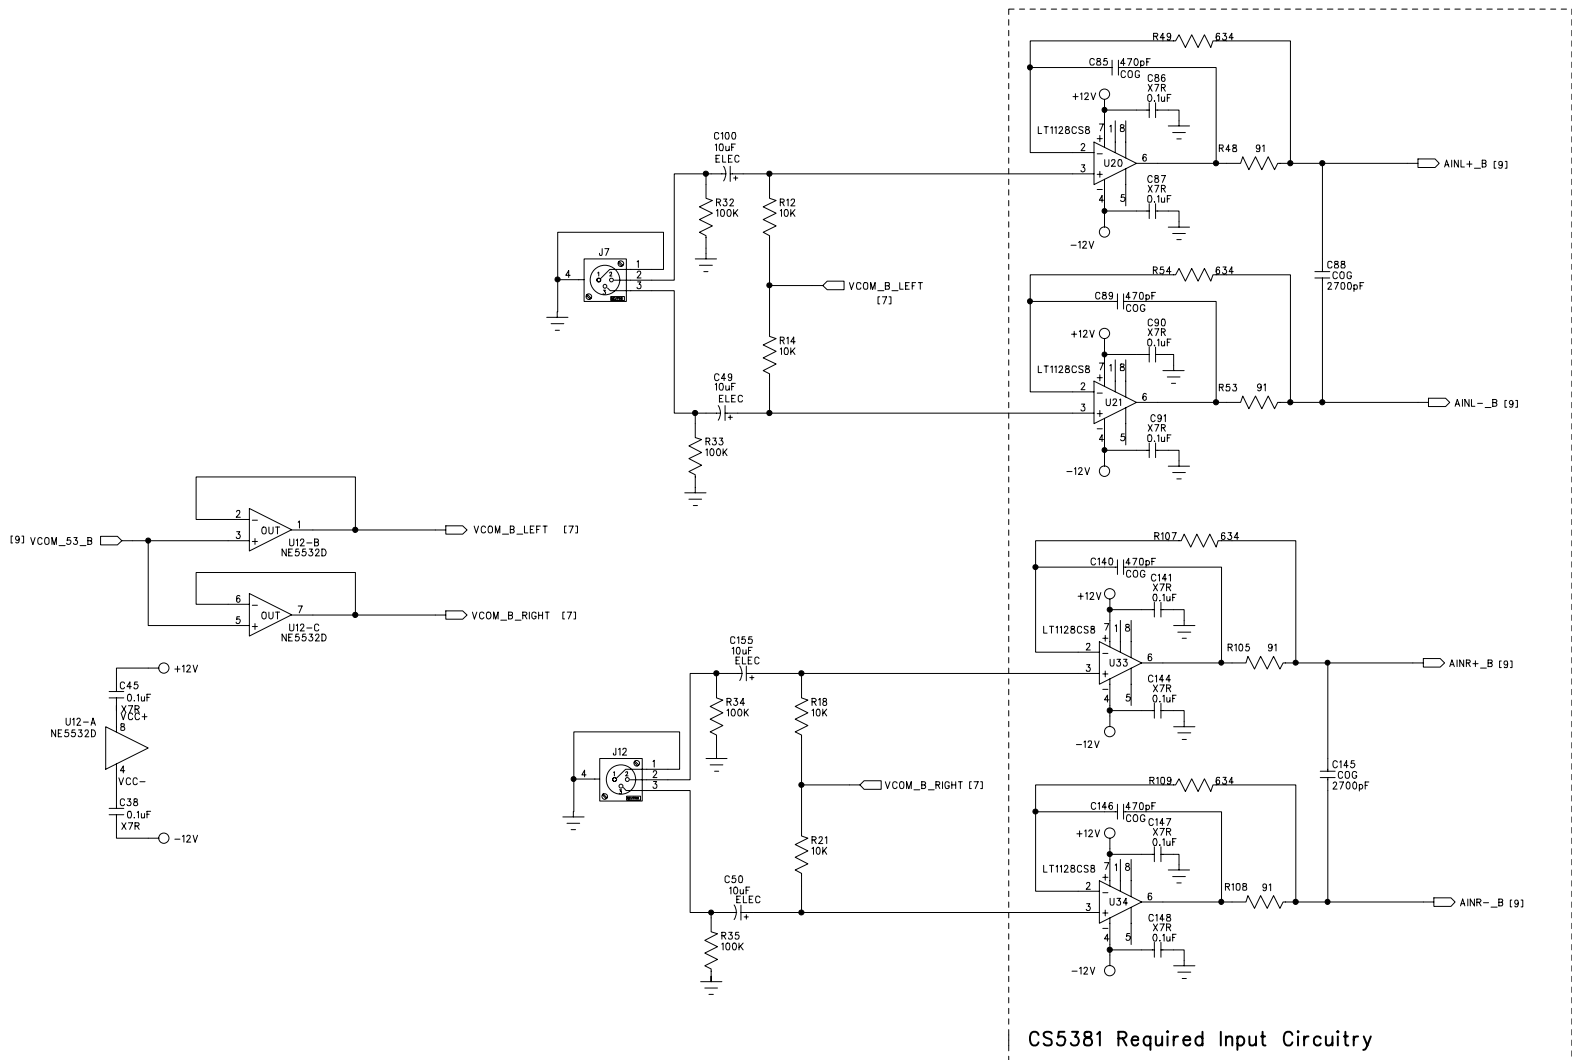 R49 634
C85 470pF
COG
C86
X7R
0.1uF
+12V
LT1128CS8
7 1 8
+
2 −
3 +
U20
6
R48 91
AINL+_B [9]
C87
X7R
0.1uF
−
4 5
-12V
C100
10uF
ELEC
+
R32
100K
R12
10K
J7
4
1
2
3
1 2
3
VCOM_B_LEFT
[7]
R14
10K
C49
10uF
ELEC
+
R33
100K
C88
COG
2700pF
R54 634
C89 470pF
COG
C90
X7R
0.1uF
+12V
LT1128CS8
7 1 8
+
2 −
3 +
U21
6
R53 91
AINL-_B [9]
C91
X7R
0.1uF
−
4 5
-12V
[9] VCOM_53_B
2 −
3 +
OUT
1
U12-B
NE5532D
VCOM_B_LEFT [7]
6 −
5 +
OUT
7
U12-C
NE5532D
VCOM_B_RIGHT [7]
+12V
C45
0.1uF
X7R
VCC+
8
U12-A
NE5532D
4
VCC-
C38
0.1uF
X7R
-12V
R107 634
C140 470pF
COG
C141
X7R
0.1uF
+12V
LT1128CS8
7 1 8
+
2 −
3 +
U33
6
R105 91
AINR+_B [9]
C144
X7R
0.1uF
−
4 5
-12V
C155
10uF
ELEC
+
R34
100K
R18
10K
J12
4
1
2
3
1 2
3
VCOM_B_RIGHT [7]
R21
10K
C50
10uF
ELEC
+
R35
100K
C145
COG
2700pF
R109 634
C146 470pF
COG
C147
X7R
0.1uF
+12V
LT1128CS8
7 1 8
+
2 −
3 +
U34
6
R108 91
AINR-_B [9]
C148
X7R
0.1uF
−
4 5
-12V
CS5381 Required Input Circuitry